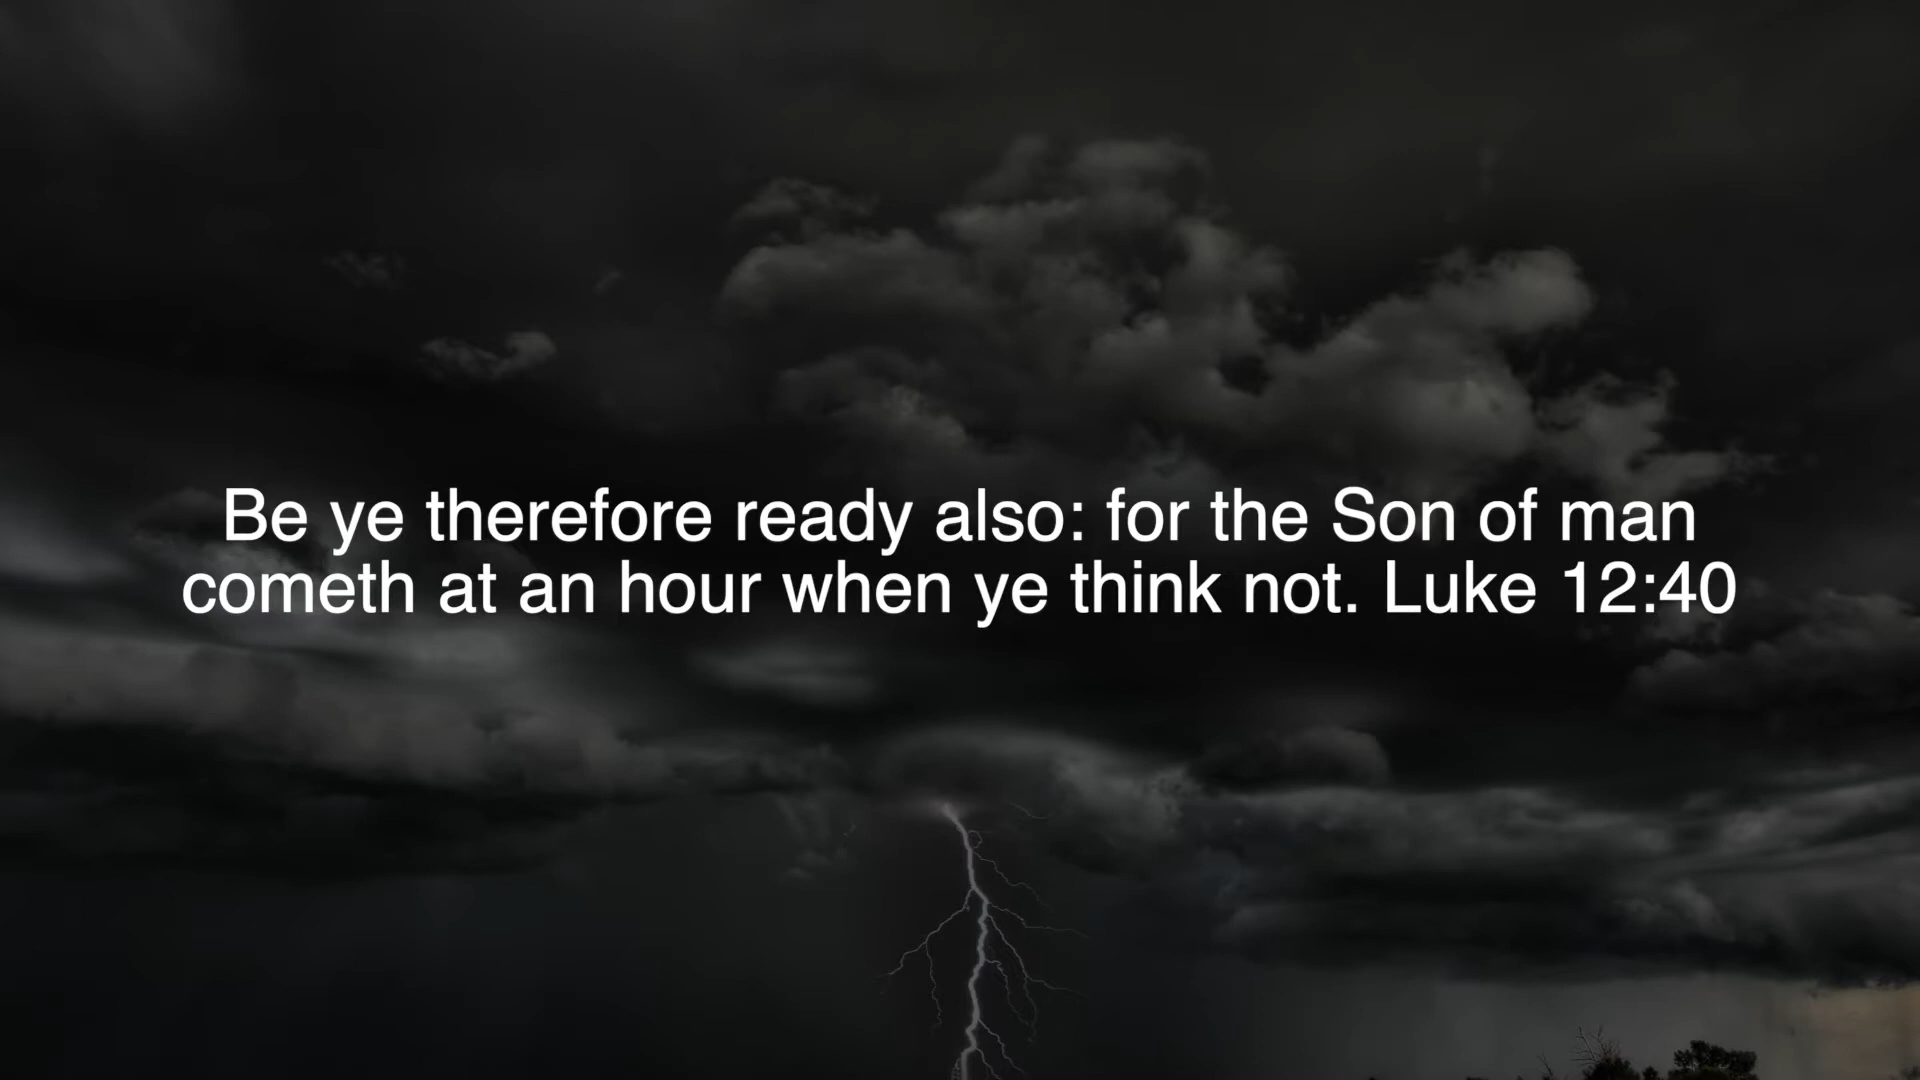 Be ye therefore ready also: for the Son of man
cometh at an hour when ye think not. Luke 12:40